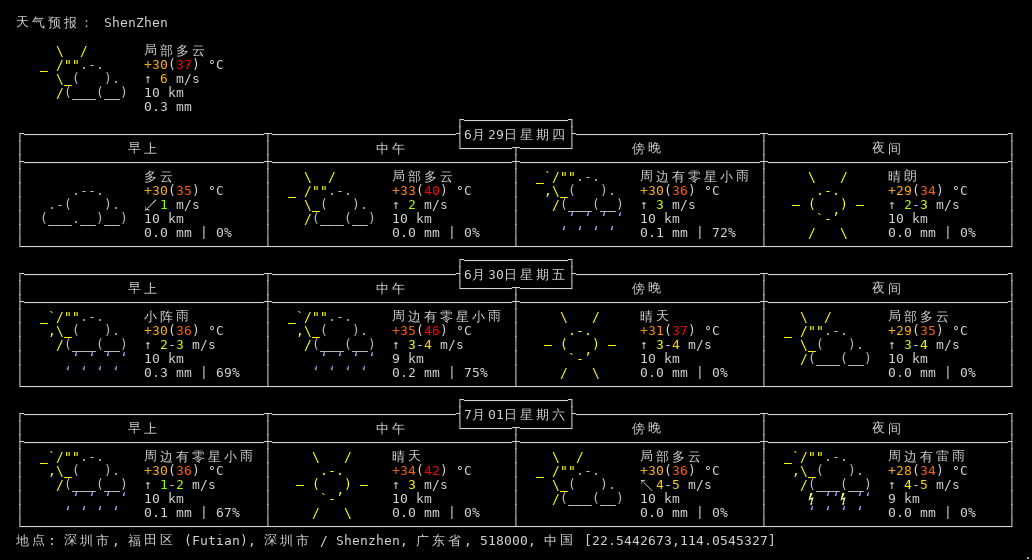 天气预报： ShenZhen
局部多云
+30(37) °C
↑ 6 m/s
10 km
0.3 mm
6月29日星期四
早上 中午 傍晚 夜间
多云 局部多云 周边有零星小雨 晴朗
+30(35) °C +33(40) °C +30(36) °C +29(34) °C
↙ 1 m/s ↑ 2 m/s ↑ 3 m/s ↑ 2-3 m/s
10 km 10 km 10 km 10 km
0.0 mm | 0% 0.0 mm | 0% 0.1 mm | 72% 0.0 mm | 0%
6月30日星期五
早上 中午 傍晚 夜间
小阵雨 周边有零星小雨 晴天 局部多云
+30(36) °C +35(46) °C +31(37) °C +29(35) °C
↑ 2-3 m/s ↑ 3-4 m/s ↑ 3-4 m/s ↑ 3-4 m/s
10 km 9 km 10 km 10 km
0.3 mm | 69% 0.2 mm | 75% 0.0 mm | 0% 0.0 mm | 0%
7月01日星期六
早上 中午 傍晚 夜间
周边有零星小雨 晴天 局部多云 周边有雷雨
+30(36) °C +34(42) °C +30(36) °C +28(34) °C
↑ 1-2 m/s ↑ 3 m/s ↖ 4-5 m/s ↑ 4-5 m/s
10 km 10 km 10 km 9 km
0.1 mm | 67% 0.0 mm | 0% 0.0 mm | 0% 0.0 mm | 0%
地点: 深圳市, 福田区 (Futian), 深圳市 / Shenzhen, 广东省, 518000, 中国 [22.5442673,114.0545327]